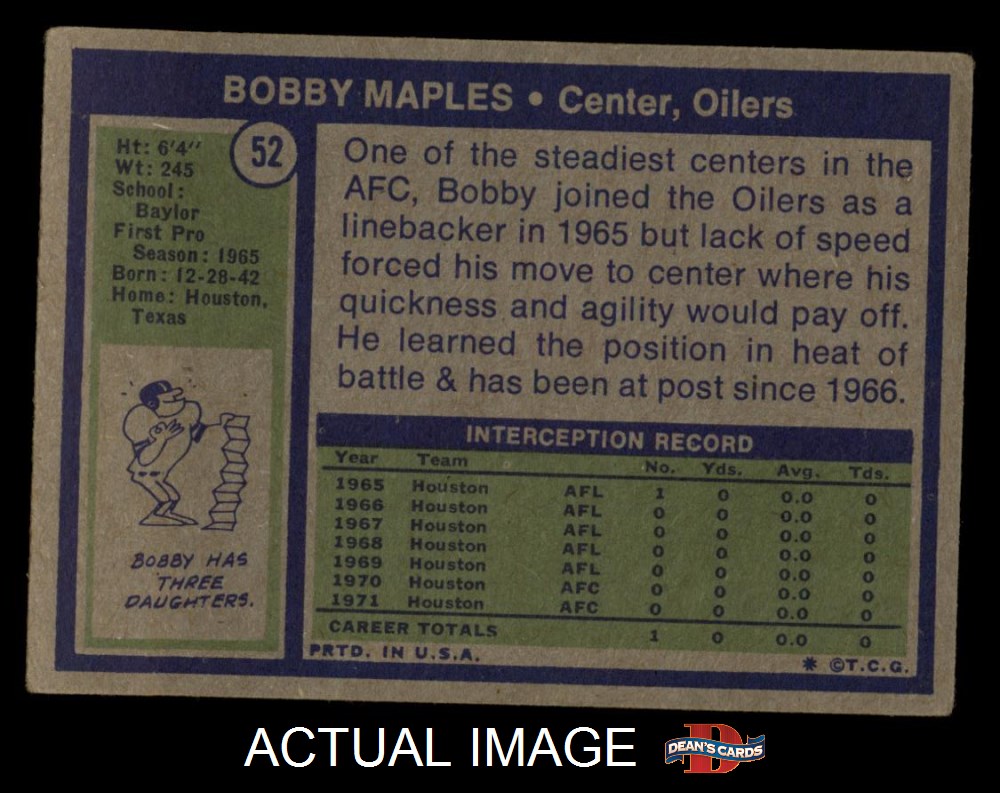 BOBBY MAPLES • Center, Oilers
52
Ht: 6'4"
Wt: 245
School:
Baylor
First Pro
Season: 1965
Born: 12-28-42
Home: Houston,
Texas
BOBBY HAS
THREE
DAUGHTERS.
One of the steadiest centers in the
AFC, Bobby joined the Oilers as a
linebacker in 1965 but lack of speed
forced his move to center where his
quickness and agility would pay off.
He learned the position in heat of
battle & has been at post since 1966.
INTERCEPTION RECORD
Year Team No. Yds. Avg. Tds.
1965 Houston AFL 1 0 0.0 0
1966 Houston AFL 0 0 0.0 0
1967 Houston AFL 0 0 0.0 0
1968 Houston AFL 0 0 0.0 0
1969 Houston AFL 0 0 0.0 0
1970 Houston AFC 0 0 0.0 0
1971 Houston AFC 0 0 0.0 0
CAREER TOTALS 1 0 0.0 0
PRTD. IN U.S.A. * ©T.C.G.
ACTUAL IMAGE
D
DEAN'S CARDS